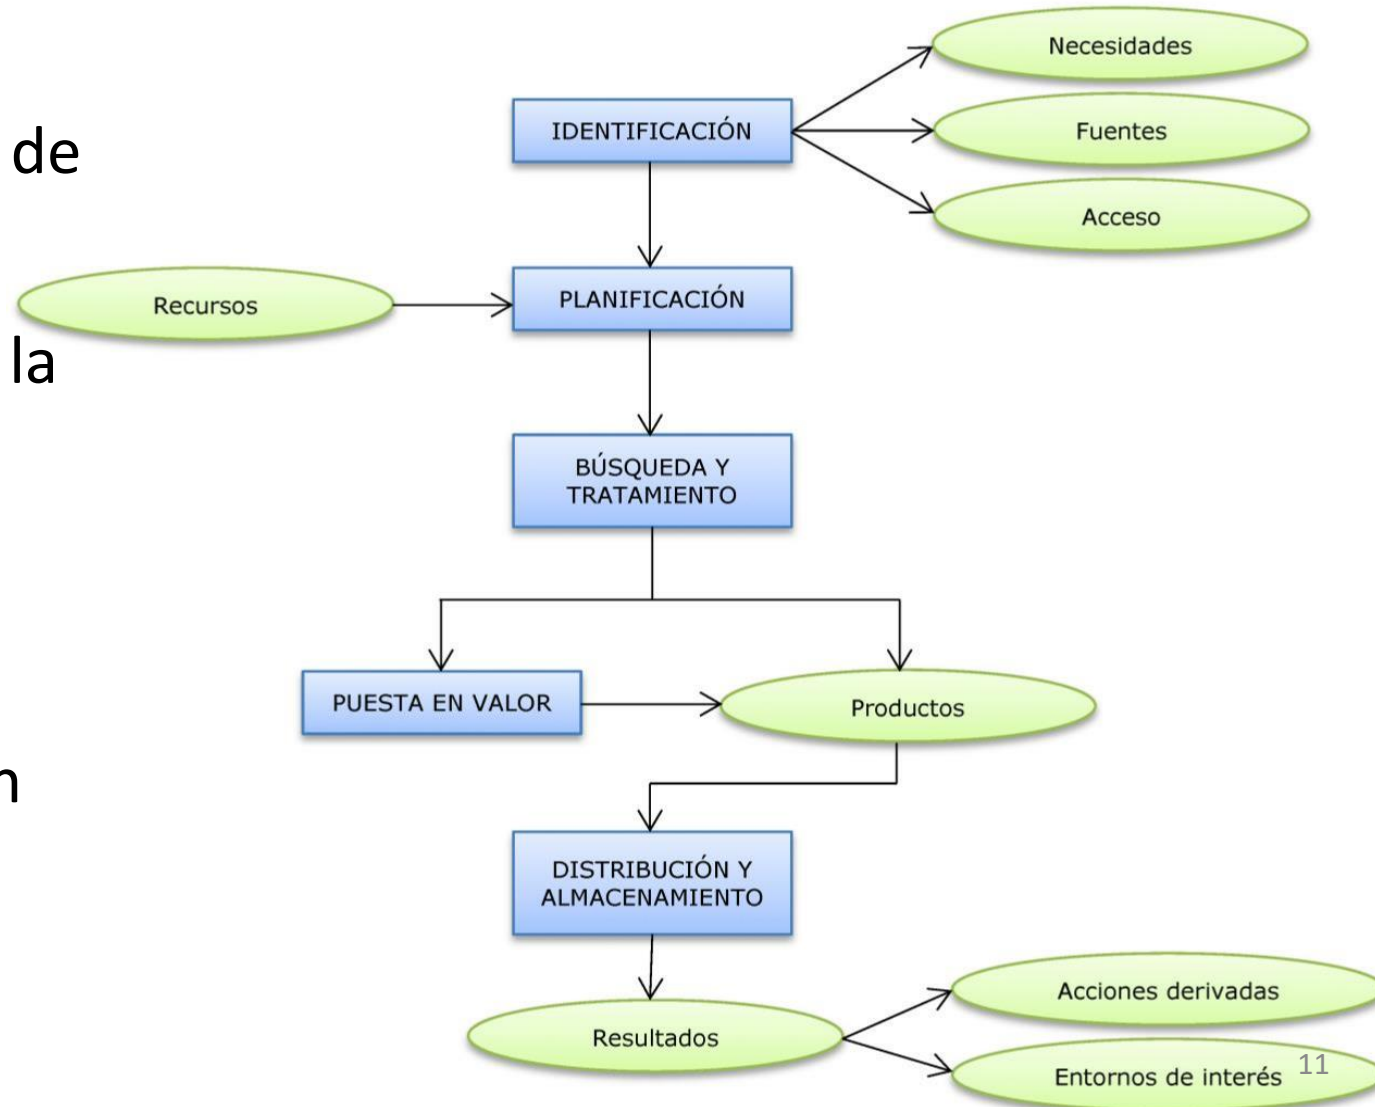 Necesidades
IDENTIFICACIÓN
Fuentes
de
Acceso
PLANIFICACIÓN
Recursos
la
BÚSQUEDA Y
TRATAMIENTO
PUESTA EN VALOR
Productos
n
DISTRIBUCIÓN Y
ALMACENAMIENTO
Acciones derivadas
Resultados
Entornos de interés
11